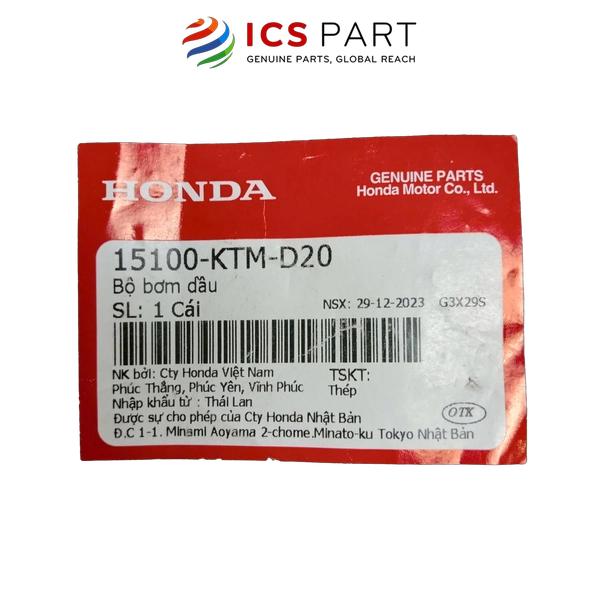 ICS PART
GENUINE PARTS, GLOBAL REACH
HONDA
GENUINE PARTS
Honda Motor Co., Ltd.
15100-KTM-D20
Bộ bơm dầu
SL: 1 Cái
NSX: 29-12-2023 G3X29S
NK bởi: Cty Honda Việt Nam
Phúc Thắng, Phúc Yên, Vĩnh Phúc
TSKT:
Thép
Nhập khẩu từ : Thái Lan
Được sự cho phép của Cty Honda Nhật Bản
Đ.C 1-1. Minami Aoyama 2-chome.Minato-ku Tokyo Nhật Bản
OTK